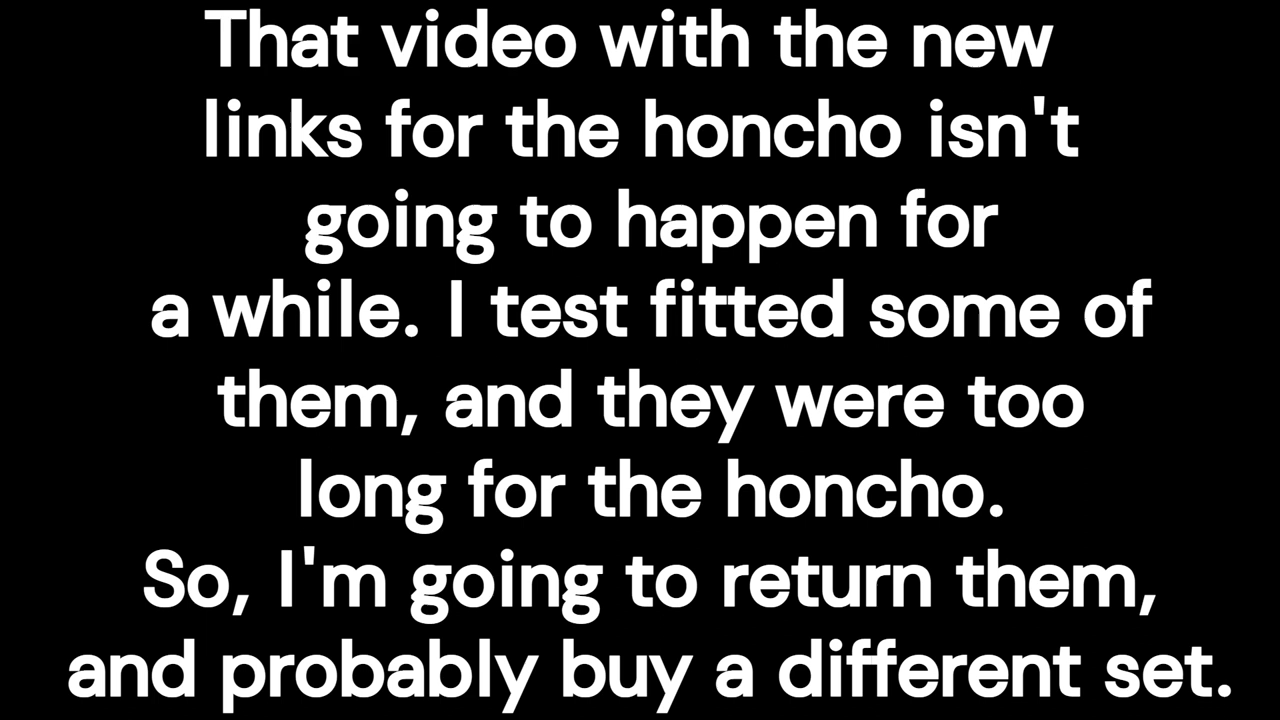 That video with the new
links for the honcho isn't
going to happen for
a while. I test fitted some of
them, and they were too
long for the honcho.
So, I'm going to return them,
and probably buy a different set.